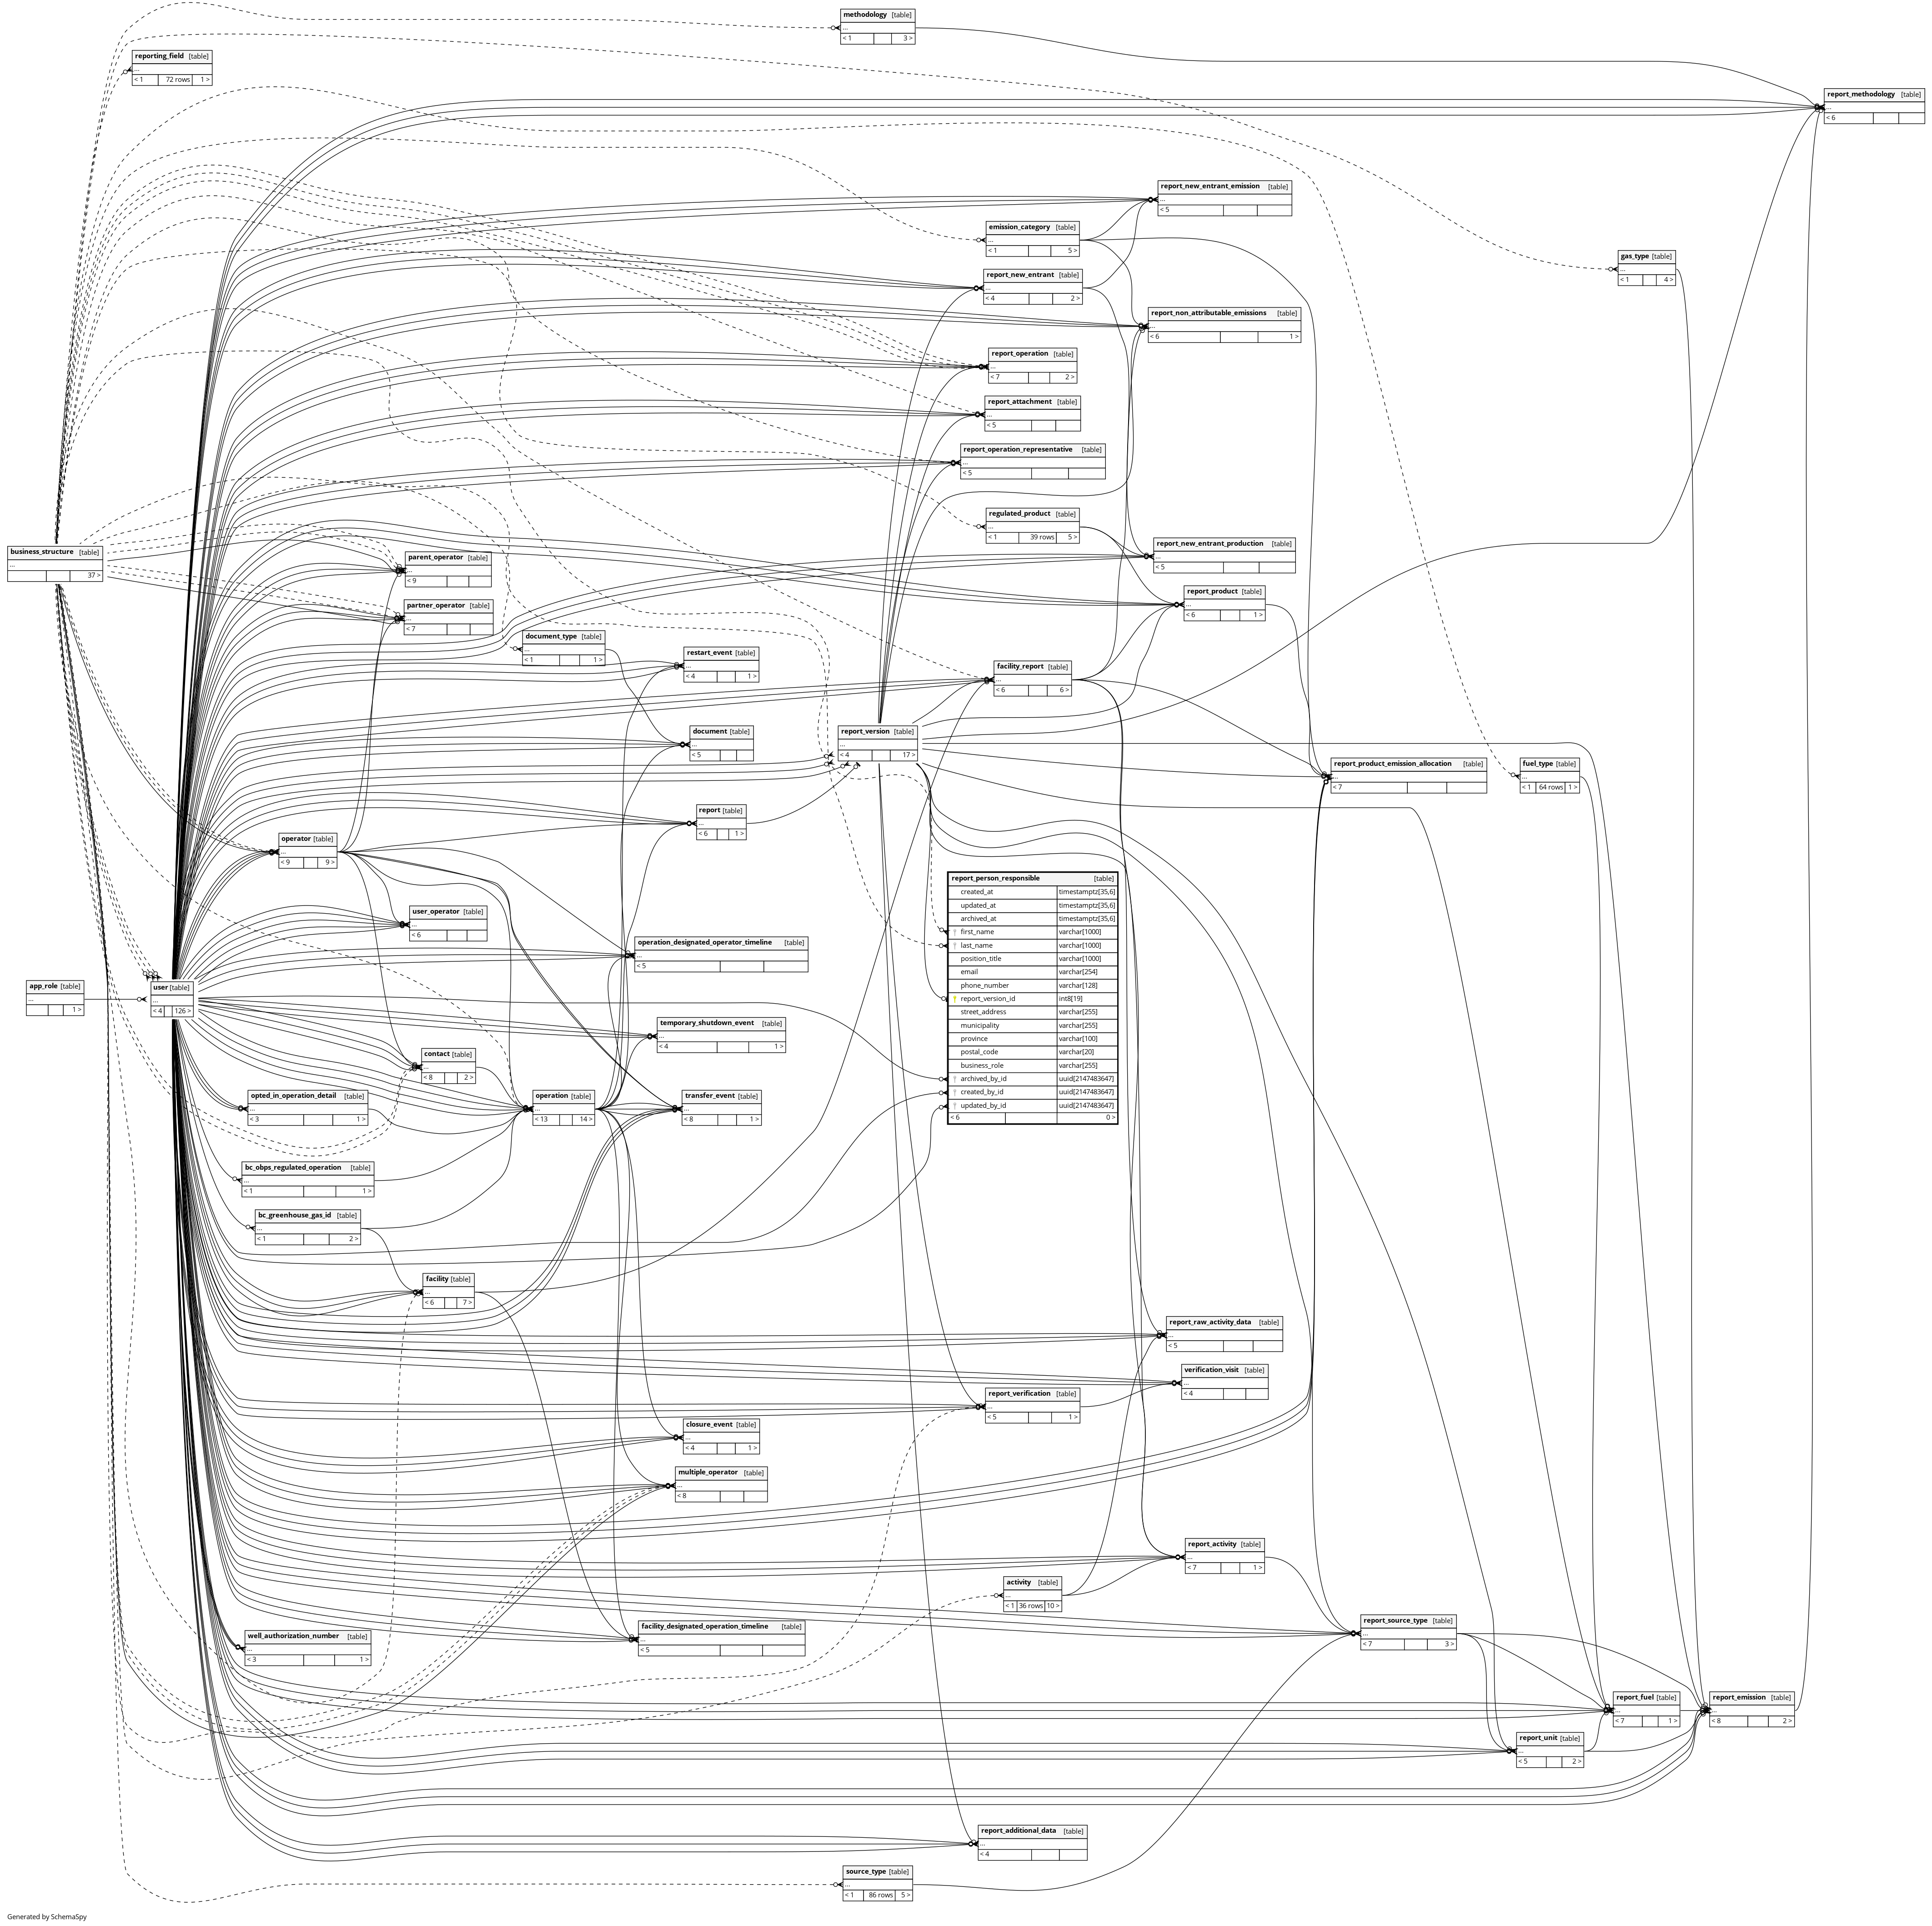 methodology [table]
...
< 1 3 >
reporting_field [table]
...
< 1 72 rows 1 >
report_methodology [table]
...
< 6
report_new_entrant_emission [table]
...
< 5
emission_category [table]
...
< 1 5 >
gas_type [table]
...
< 1 4 >
report_new_entrant [table]
...
< 4 2 >
report_non_attributable_emissions [table]
...
< 6 1 >
report_operation [table]
...
< 7 2 >
report_attachment [table]
...
< 5
report_operation_representative [table]
...
< 5
regulated_product [table]
...
< 1 39 rows 5 >
report_new_entrant_production [table]
...
< 5
business_structure [table]
...
37 >
parent_operator [table]
...
< 9
report_product [table]
...
< 6 1 >
partner_operator [table]
...
< 7
document_type [table]
...
< 1 1 >
restart_event [table]
...
< 4 1 >
facility_report [table]
...
< 6 6 >
document [table]
...
< 5
report_version [table]
...
< 4 17 >
report_product_emission_allocation [table]
...
< 7
fuel_type [table]
...
< 1 64 rows 1 >
report [table]
...
< 6 1 >
operator [table]
...
< 9 9 >
report_person_responsible [table]
created_at timestamptz[35,6]
updated_at timestamptz[35,6]
archived_at timestamptz[35,6]
first_name varchar[1000]
last_name varchar[1000]
position_title varchar[1000]
email varchar[254]
phone_number varchar[128]
report_version_id int8[19]
street_address varchar[255]
municipality varchar[255]
province varchar[100]
postal_code varchar[20]
business_role varchar[255]
archived_by_id uuid[2147483647]
created_by_id uuid[2147483647]
updated_by_id uuid[2147483647]
< 6 0 >
user_operator [table]
...
< 6
operation_designated_operator_timeline [table]
...
< 5
app_role [table]
...
1 >
user [table]
...
< 4 126 >
temporary_shutdown_event [table]
...
< 4 1 >
contact [table]
...
< 8 2 >
opted_in_operation_detail [table]
...
< 3 1 >
operation [table]
...
< 13 14 >
transfer_event [table]
...
< 8 1 >
bc_obps_regulated_operation [table]
...
< 1 1 >
bc_greenhouse_gas_id [table]
...
< 1 2 >
facility [table]
...
< 6 7 >
report_raw_activity_data [table]
...
< 5
verification_visit [table]
...
< 4
report_verification [table]
...
< 5 1 >
closure_event [table]
...
< 4 1 >
multiple_operator [table]
...
< 8
report_activity [table]
...
< 7 1 >
activity [table]
...
< 1 36 rows 10 >
report_source_type [table]
...
< 7 3 >
facility_designated_operation_timeline [table]
...
< 5
well_authorization_number [table]
...
< 3 1 >
report_fuel [table]
...
< 7 1 >
report_emission [table]
...
< 8 2 >
report_unit [table]
...
< 5 2 >
report_additional_data [table]
...
< 4
source_type [table]
...
< 1 86 rows 5 >
Generated by SchemaSpy